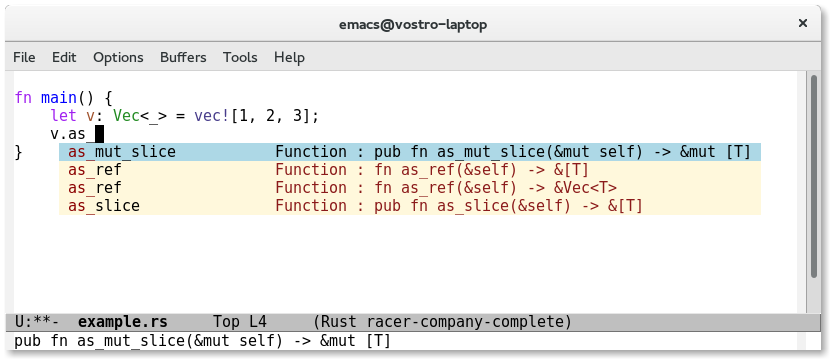 emacs@vostro-laptop ×
File Edit Options Buffers Tools Help
fn main() {
    let v: Vec<_> = vec![1, 2, 3];
    v.as_
}     as_mut_slice           Function : pub fn as_mut_slice(&mut self) -> &mut [T]
      as_ref                 Function : fn as_ref(&self) -> &[T]
      as_ref                 Function : fn as_ref(&self) -> &Vec<T>
      as_slice               Function : pub fn as_slice(&self) -> &[T]
U:**-  example.rs     Top L4     (Rust racer-company-complete)
pub fn as_mut_slice(&mut self) -> &mut [T]